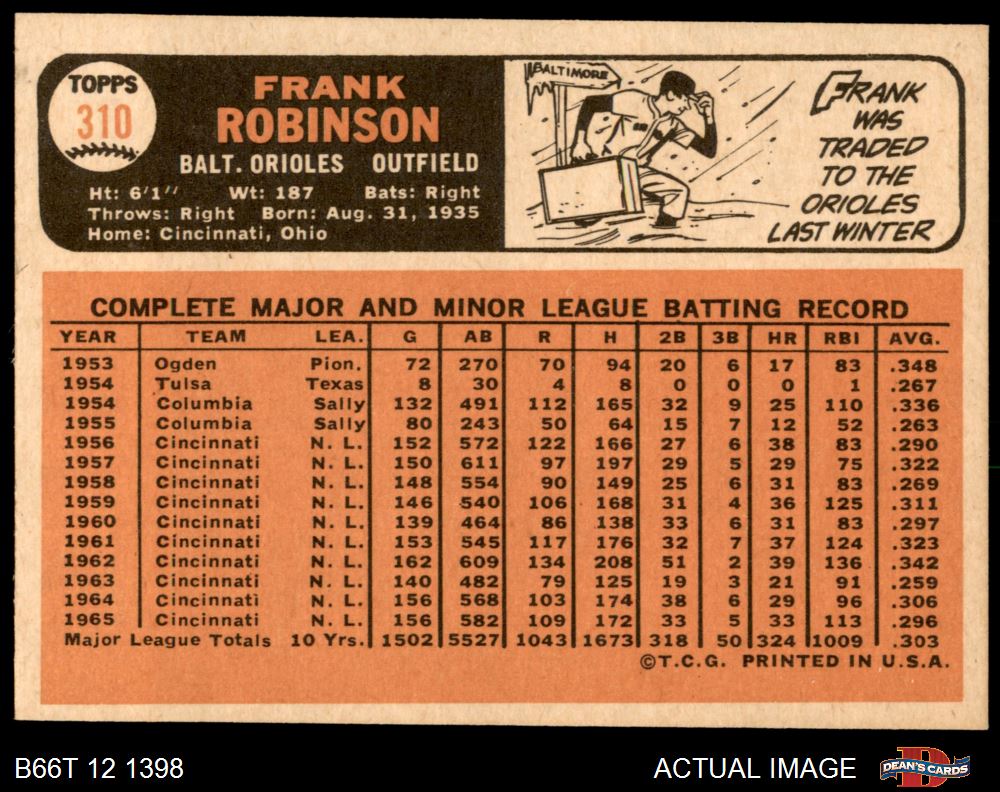 TOPPS
310
FRANK
ROBINSON
BALT. ORIOLES OUTFIELD
Ht: 6'1'' Wt: 187 Bats: Right
Throws: Right Born: Aug. 31, 1935
Home: Cincinnati, Ohio
BALTIMORE
FRANK
WAS
TRADED
TO THE
ORIOLES
LAST WINTER
COMPLETE MAJOR AND MINOR LEAGUE BATTING RECORD
YEAR TEAM LEA. G AB R H 2B 3B HR RBI AVG.
1953 Ogden Pion. 72 270 70 94 20 6 17 83 .348
1954 Tulsa Texas 8 30 4 8 0 0 0 1 .267
1954 Columbia Sally 132 491 112 165 32 9 25 110 .336
1955 Columbia Sally 80 243 50 64 15 7 12 52 .263
1956 Cincinnati N. L. 152 572 122 166 27 6 38 83 .290
1957 Cincinnati N. L. 150 611 97 197 29 5 29 75 .322
1958 Cincinnati N. L. 148 554 90 149 25 6 31 83 .269
1959 Cincinnati N. L. 146 540 106 168 31 4 36 125 .311
1960 Cincinnati N. L. 139 464 86 138 33 6 31 83 .297
1961 Cincinnati N. L. 153 545 117 176 32 7 37 124 .323
1962 Cincinnati N. L. 162 609 134 208 51 2 39 136 .342
1963 Cincinnati N. L. 140 482 79 125 19 3 21 91 .259
1964 Cincinnati N. L. 156 568 103 174 38 6 29 96 .306
1965 Cincinnati N. L. 156 582 109 172 33 5 33 113 .296
Major League Totals 10 Yrs. 1502 5527 1043 1673 318 50 324 1009 .303
©T.C.G. PRINTED IN U.S.A.
B66T 12 1398
ACTUAL IMAGE
D
DEAN'S CARDS